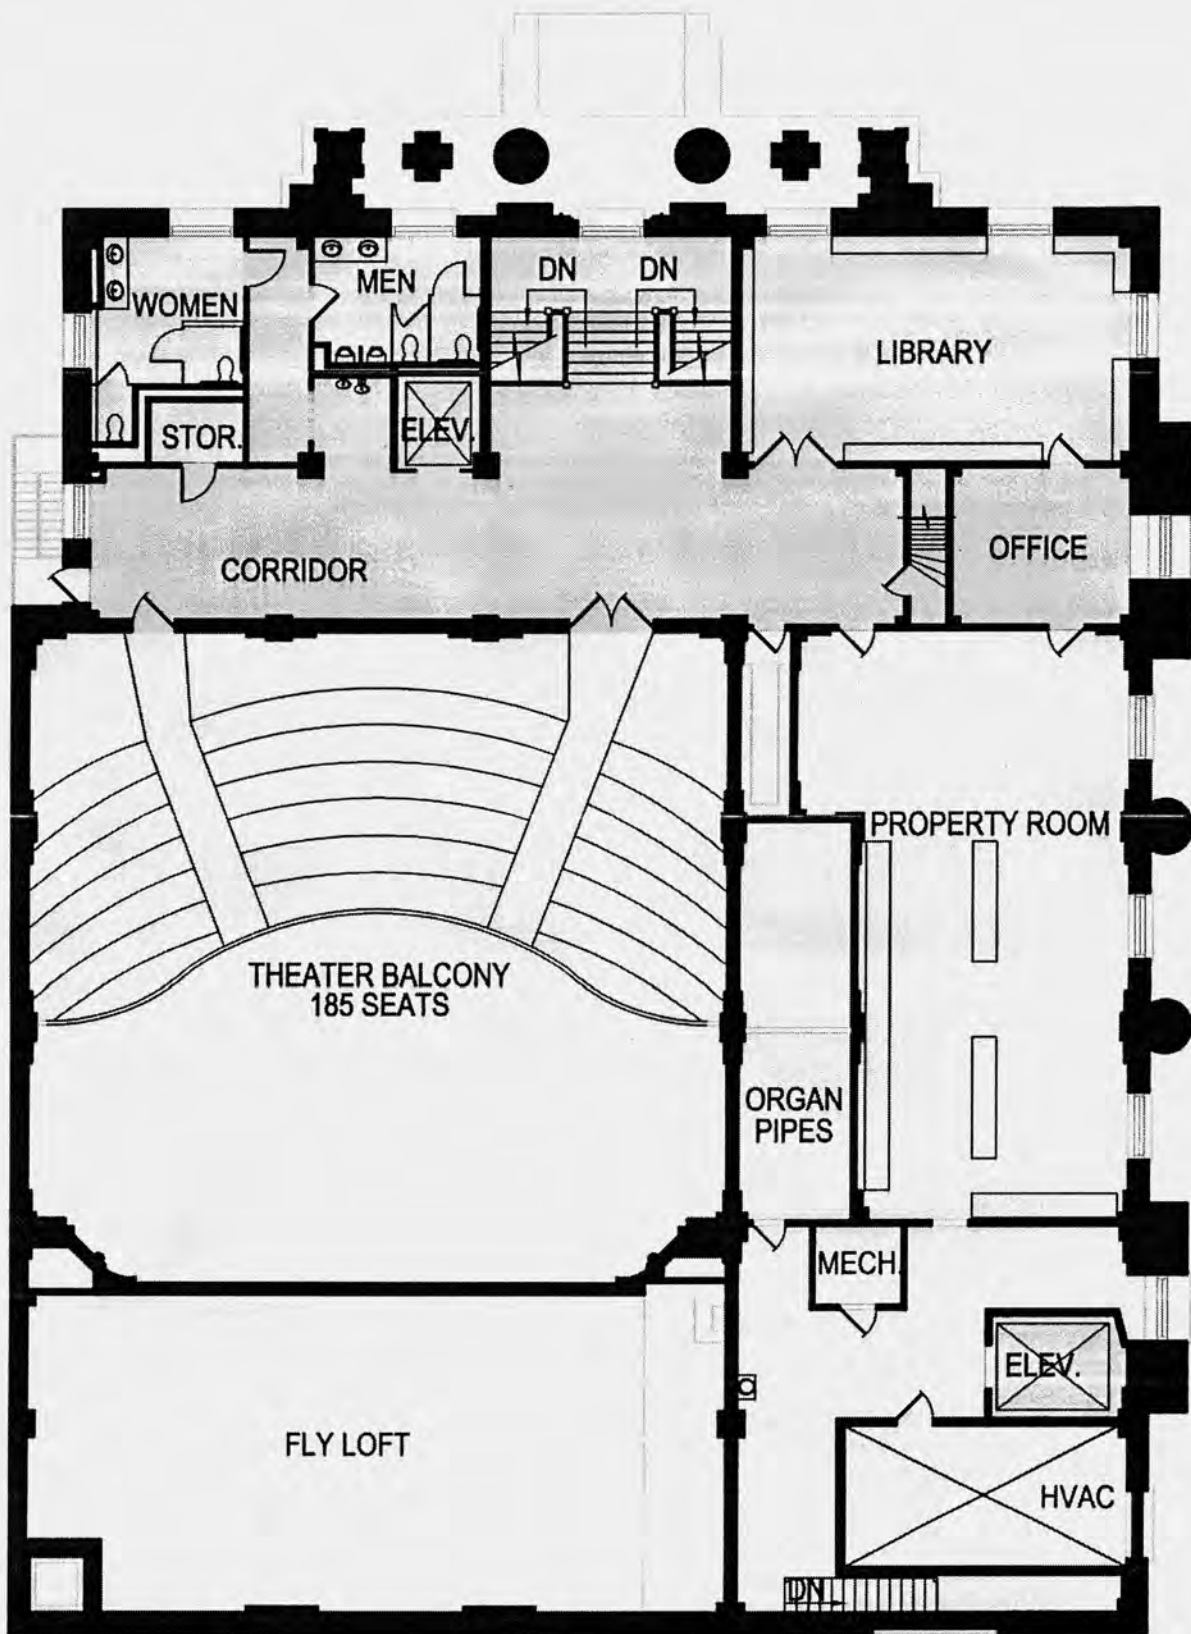 DN DN
MEN
WOMEN
LIBRARY
STOR.
ELEV.
OFFICE
CORRIDOR
PROPERTY ROOM
THEATER BALCONY
185 SEATS
ORGAN
PIPES
MECH.
ELEV.
FLY LOFT
HVAC
DN